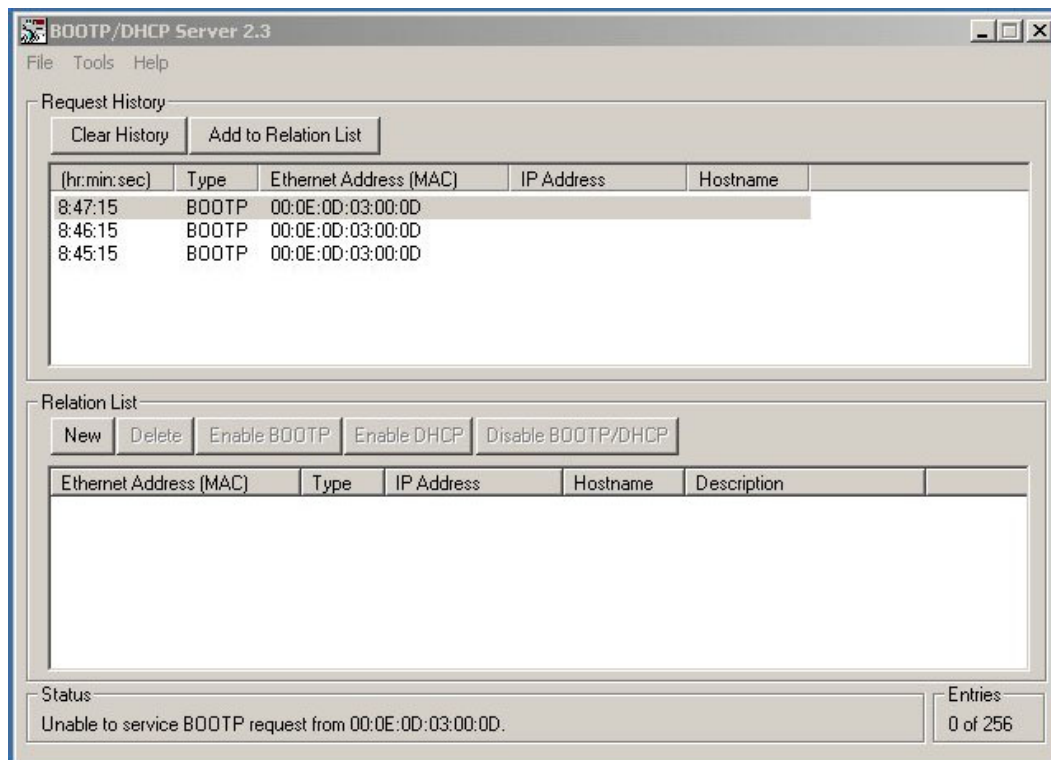 BOOTP/DHCP Server 2.3
File Tools Help
Request History
Clear History Add to Relation List
(hr:min:sec) Type Ethernet Address (MAC) IP Address Hostname
8:47:15 BOOTP 00:0E:0D:03:00:0D
8:46:15 BOOTP 00:0E:0D:03:00:0D
8:45:15 BOOTP 00:0E:0D:03:00:0D
Relation List
New Delete Enable BOOTP Enable DHCP Disable BOOTP/DHCP
Ethernet Address (MAC) Type IP Address Hostname Description
Status Entries
Unable to service BOOTP request from 00:0E:0D:03:00:0D. 0 of 256